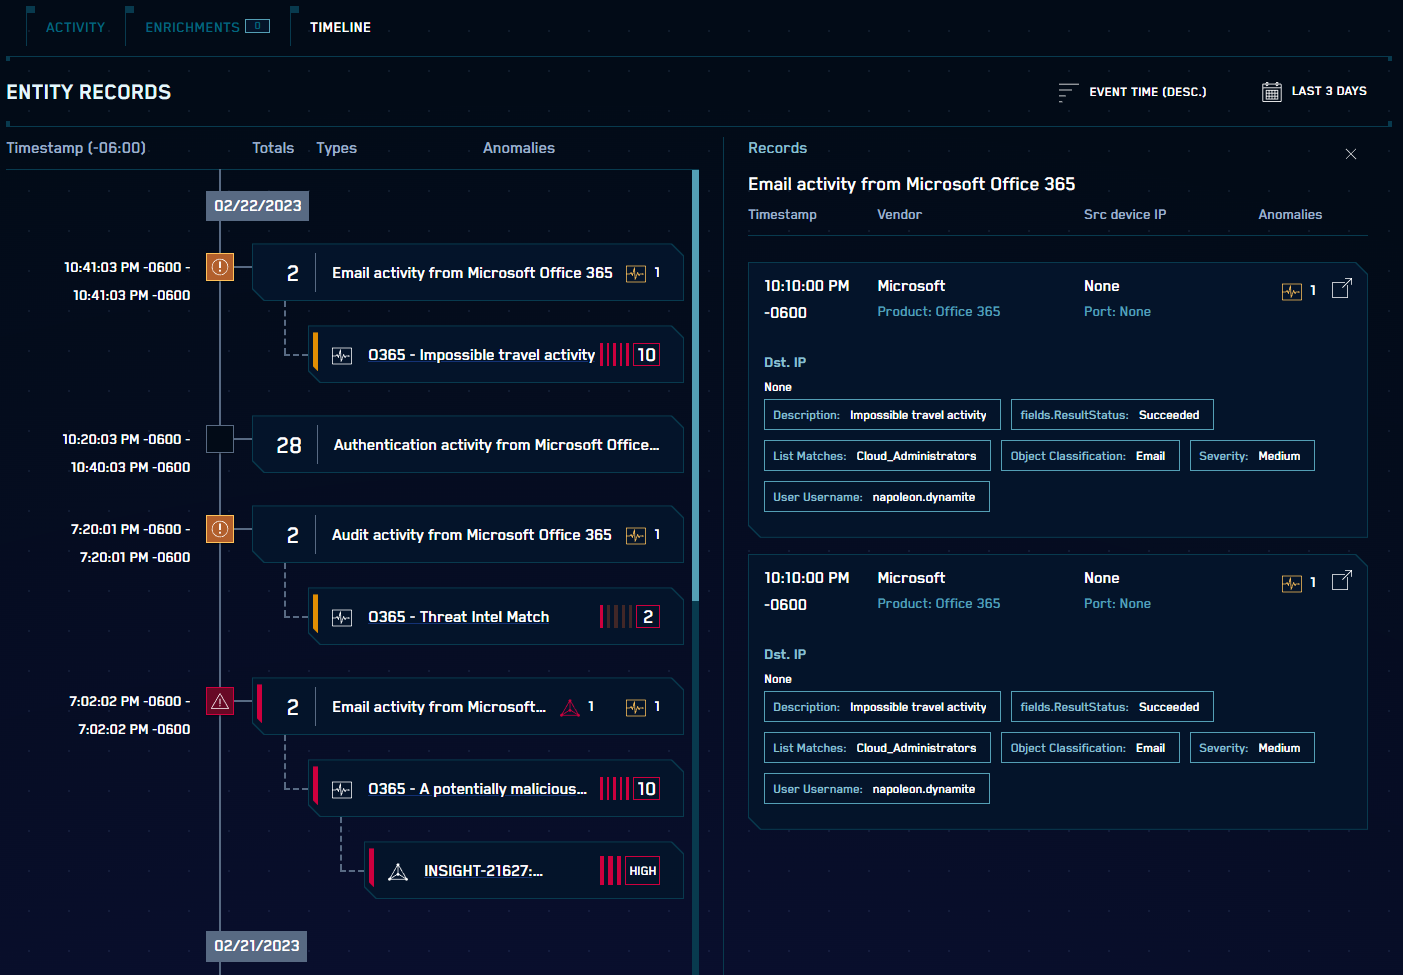 ACTIVITY
ENRICHMENTS 0
TIMELINE
ENTITY RECORDS
EVENT TIME (DESC.)
LAST 3 DAYS
Timestamp (-06:00)
Totals
Types
Anomalies
02/22/2023
10:41:03 PM -0600 -
10:41:03 PM -0600
2
Email activity from Microsoft Office 365
1
O365 - Impossible travel activity
10
10:20:03 PM -0600 -
10:40:03 PM -0600
28
Authentication activity from Microsoft Office...
7:20:01 PM -0600 -
7:20:01 PM -0600
2
Audit activity from Microsoft Office 365
1
O365 - Threat Intel Match
2
7:02:02 PM -0600 -
7:02:02 PM -0600
2
Email activity from Microsoft...
1
1
O365 - A potentially malicious...
10
INSIGHT-21627:...
HIGH
02/21/2023
Records
Email activity from Microsoft Office 365
Timestamp
Vendor
Src device IP
Anomalies
10:10:00 PM
-0600
Microsoft
Product: Office 365
None
Port: None
1
Dst. IP
None
Description: Impossible travel activity
fields.ResultStatus: Succeeded
List Matches: Cloud_Administrators
Object Classification: Email
Severity: Medium
User Username: napoleon.dynamite
10:10:00 PM
-0600
Microsoft
Product: Office 365
None
Port: None
1
Dst. IP
None
Description: Impossible travel activity
fields.ResultStatus: Succeeded
List Matches: Cloud_Administrators
Object Classification: Email
Severity: Medium
User Username: napoleon.dynamite